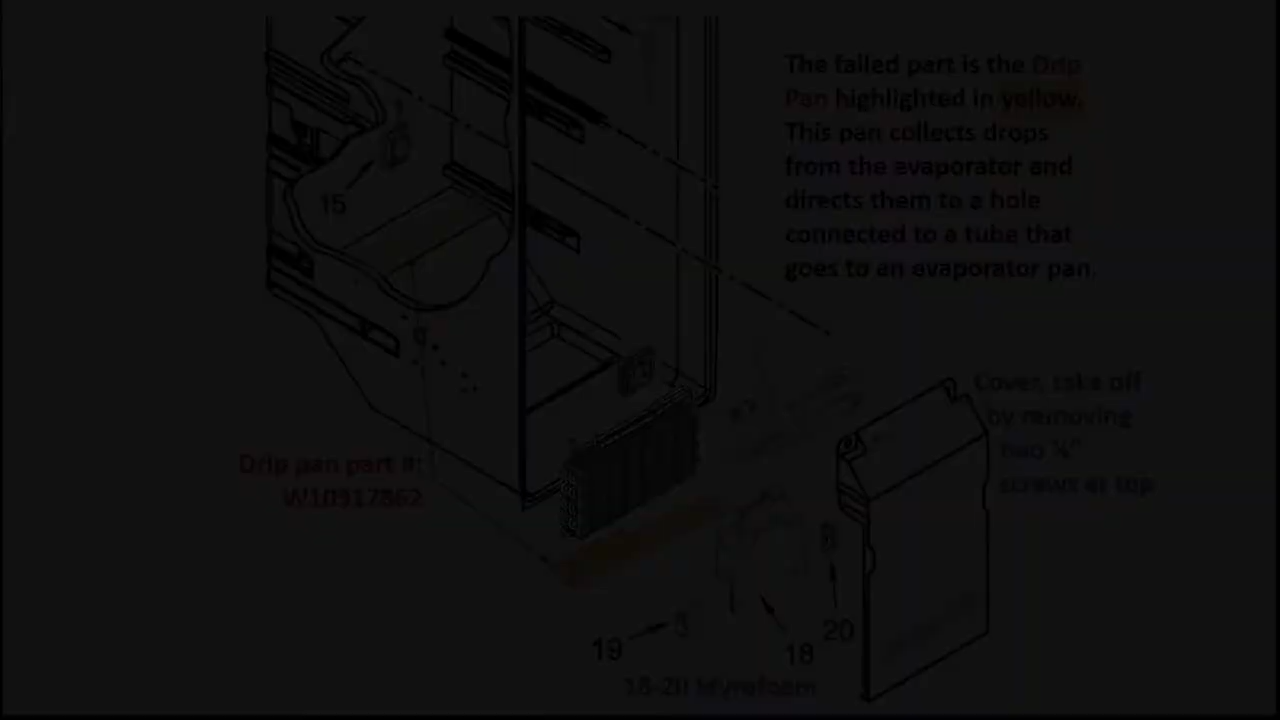 The failed part is the Drip
Pan highlighted in yellow.
This pan collects drops
from the evaporator and
directs them to a hole
connected to a tube that
goes to an evaporator pan.
15
Cover, take off
by removing
two ¼"
screws at top
Drip pan part #:
W10317862
20
19
18
18-20 Styrofoam